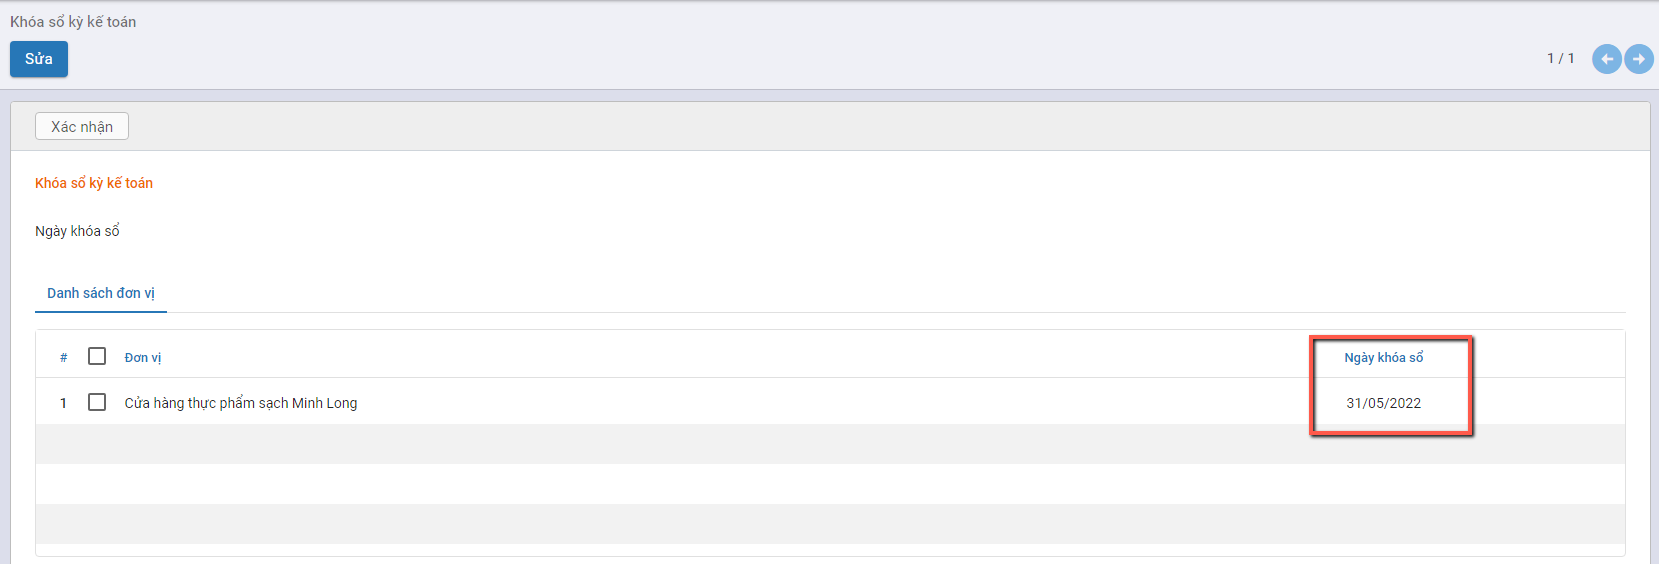 Khóa sổ kỳ kế toán
Sửa
1 / 1
Xác nhận
Khóa sổ kỳ kế toán
Ngày khóa sổ
Danh sách đơn vị
# Đơn vị Ngày khóa sổ
1 Cửa hàng thực phẩm sạch Minh Long 31/05/2022